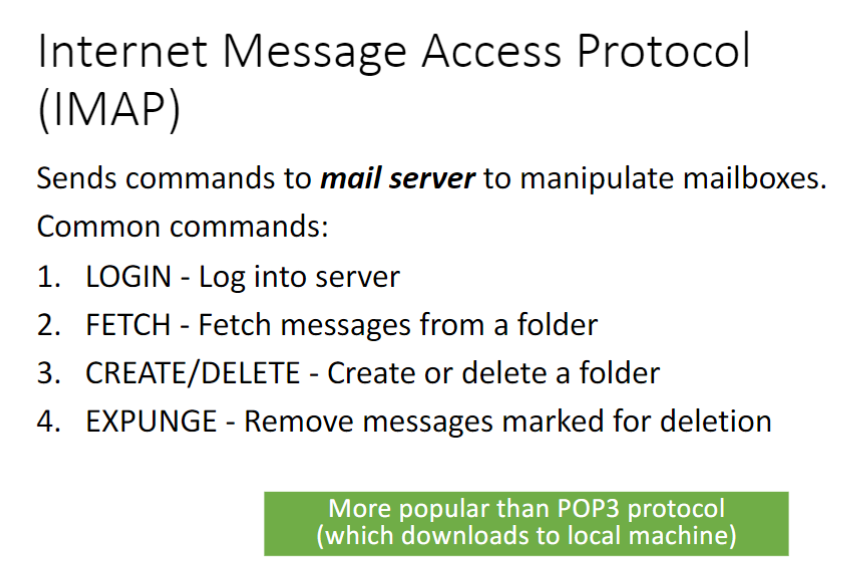 Internet Message Access Protocol
(IMAP)
Sends commands to mail server to manipulate mailboxes.
Common commands:
1. LOGIN - Log into server
2. FETCH - Fetch messages from a folder
3. CREATE/DELETE - Create or delete a folder
4. EXPUNGE - Remove messages marked for deletion
More popular than POP3 protocol
(which downloads to local machine)